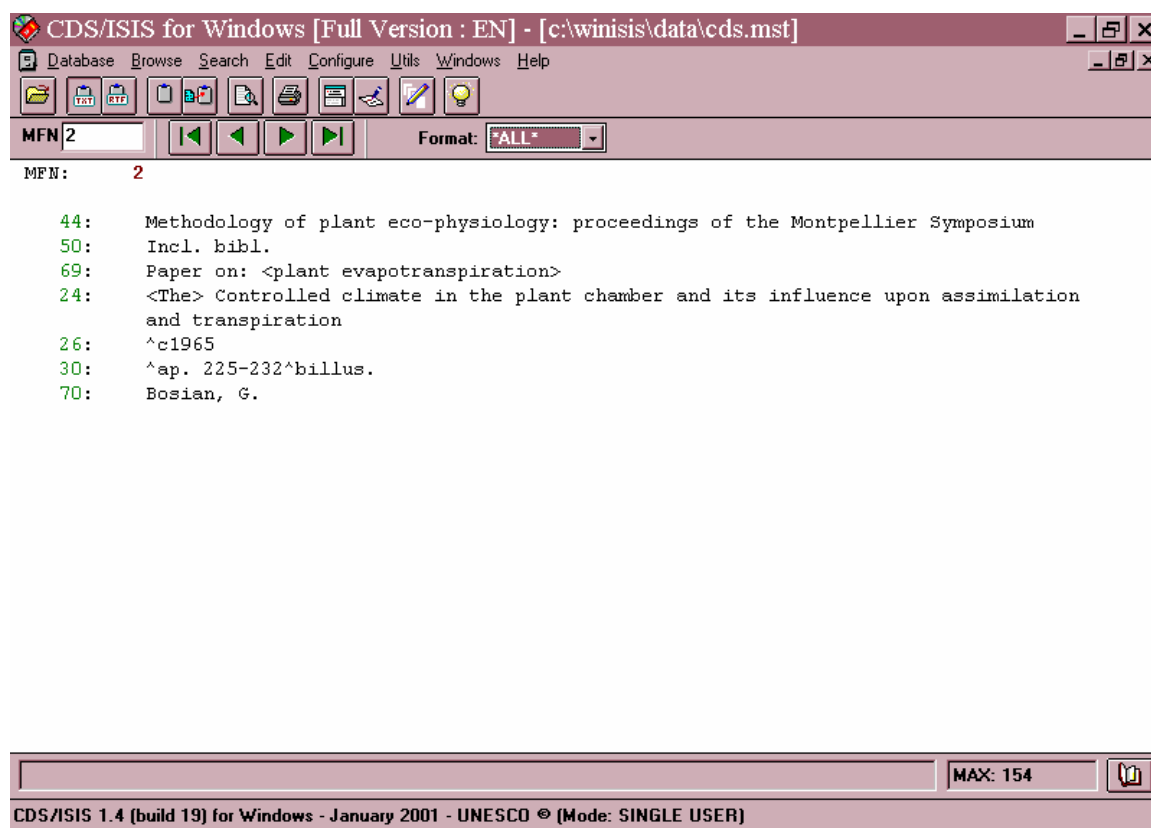 CDS/ISIS for Windows [Full Version : EN] - [c:\winisis\data\cds.mst]
Database Browse Search Edit Configure Utils Windows Help
TXT RTF
MFN 2 Format: *ALL*
MFN: 2
44: Methodology of plant eco-physiology: proceedings of the Montpellier Symposium
50: Incl. bibl.
69: Paper on: <plant evapotranspiration>
24: <The> Controlled climate in the plant chamber and its influence upon assimilation
and transpiration
26: ^c1965
30: ^ap. 225-232^billus.
70: Bosian, G.
MAX: 154
CDS/ISIS 1.4 (build 19) for Windows - January 2001 - UNESCO © (Mode: SINGLE USER)